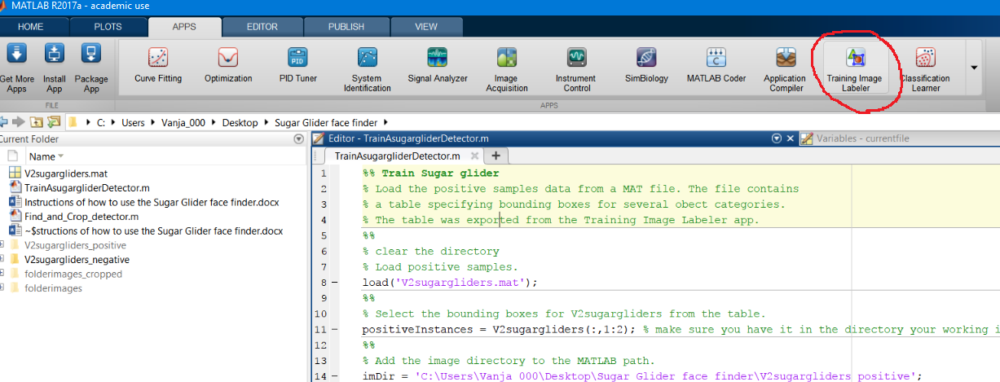 MATLAB R2017a - academic use
HOME PLOTS APPS EDITOR PUBLISH VIEW
Get More Apps
Install App
Package App
Curve Fitting
Optimization
PID Tuner
System Identification
Signal Analyzer
Image Acquisition
Instrument Control
SimBiology
MATLAB Coder
Application Compiler
Training Image Labeler
Classification Learner
FILE APPS
C: Users Vanja_000 Desktop Sugar Glider face finder
Current Folder
Name
V2sugargliders.mat
TrainAsugargliderDetector.m
Instructions of how to use the Sugar Glider face finder.docx
Find_and_Crop_detector.m
~$structions of how to use the Sugar Glider face finder.docx
V2sugargliders_positive
V2sugargliders_negative
folderimages_cropped
folderimages
Editor - TrainAsugargliderDetector.m
Variables - currentfile
TrainAsugargliderDetector.m
1 %% Train Sugar glider
2 % Load the positive samples data from a MAT file. The file contains
3 % a table specifying bounding boxes for several obect categories.
4 % The table was exported from the Training Image Labeler app.
5 %%
6 % clear the directory
7 % Load positive samples.
8 – load('V2sugargliders.mat');
9 %%
10 % Select the bounding boxes for V2sugargliders from the table.
11 – positiveInstances = V2sugargliders(:,1:2); % make sure you have it in the directory your working i
12 %%
13 % Add the image directory to the MATLAB path.
14 – imDir = 'C:\Users\Vanja_000\Desktop\Sugar Glider face finder\V2sugargliders_positive';